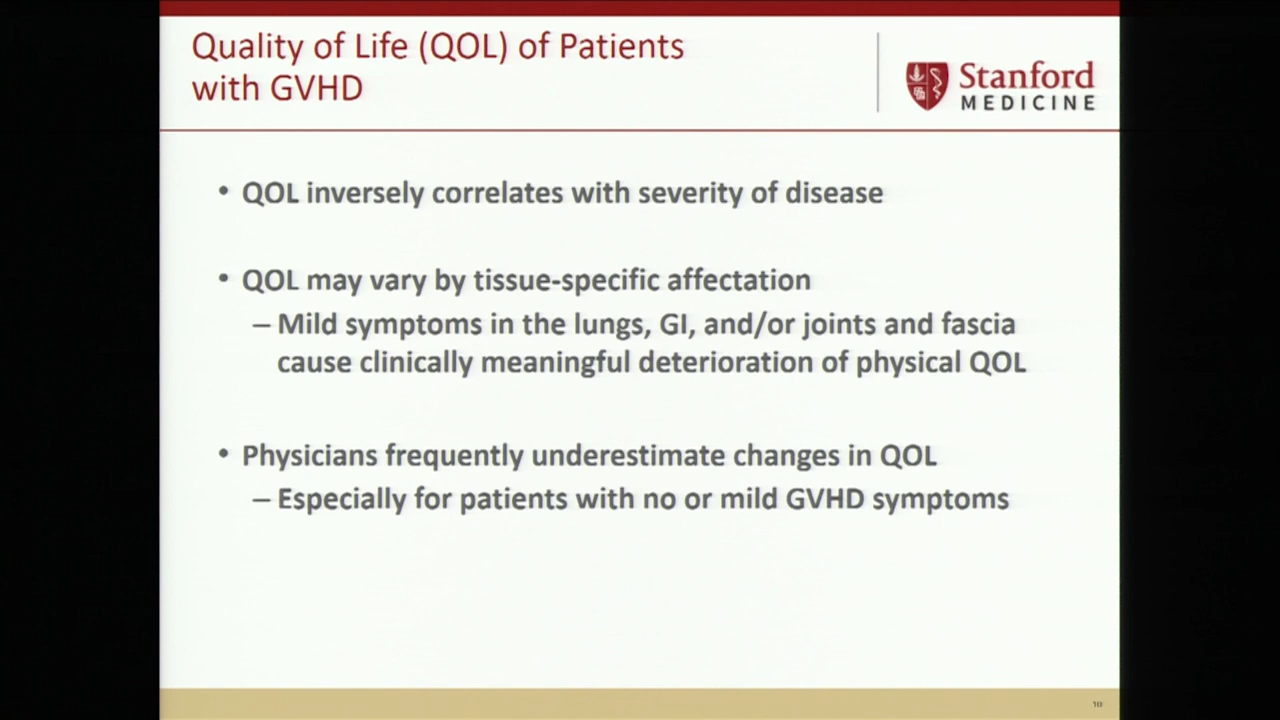 Quality of Life (QOL) of Patients
with GVHD
Stanford
MEDICINE
• QOL inversely correlates with severity of disease
• QOL may vary by tissue-specific affectation
– Mild symptoms in the lungs, GI, and/or joints and fascia
cause clinically meaningful deterioration of physical QOL
• Physicians frequently underestimate changes in QOL
– Especially for patients with no or mild GVHD symptoms
10